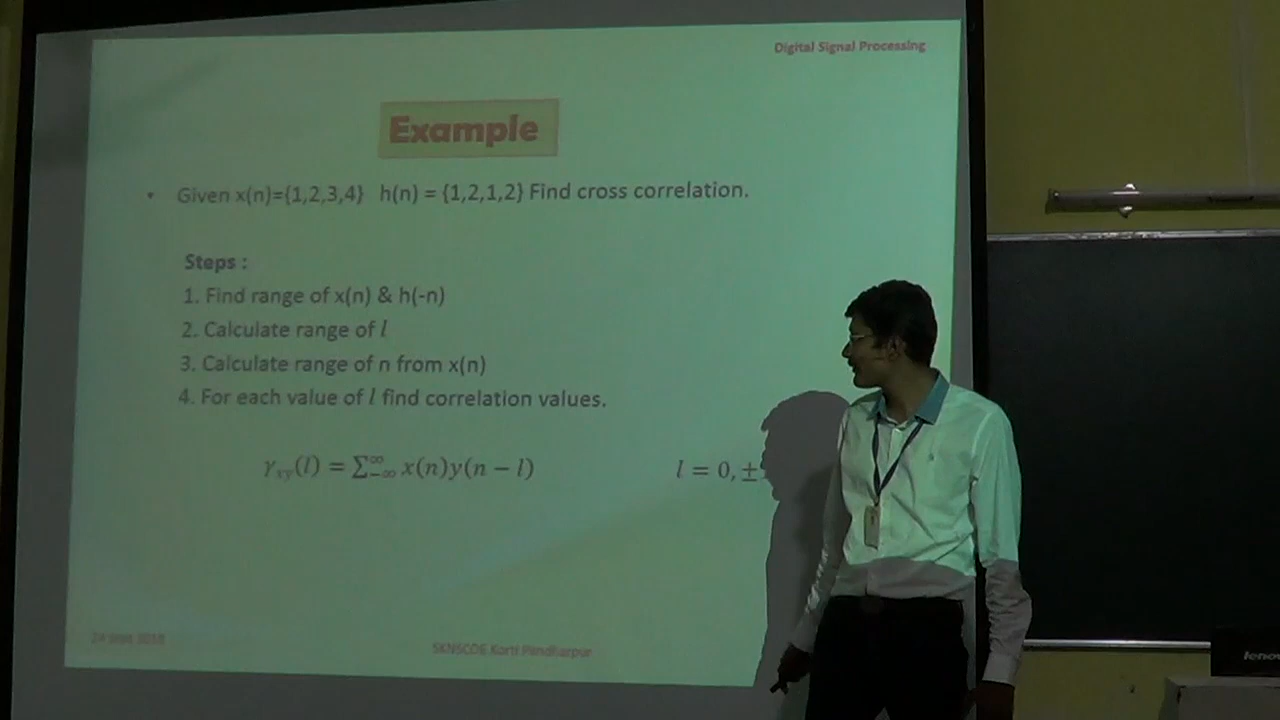 Digital Signal Processing
Example
• Given x(n)={1,2,3,4} h(n) = {1,2,1,2} Find cross correlation.
Steps :
1. Find range of x(n) & h(-n)
2. Calculate range of l
3. Calculate range of n from x(n)
4. For each value of l find correlation values.
γxy(l) = ∑∞−∞ x(n)y(n − l) l = 0, ±
SKNSCOE Korti Pandharpur
lenovo